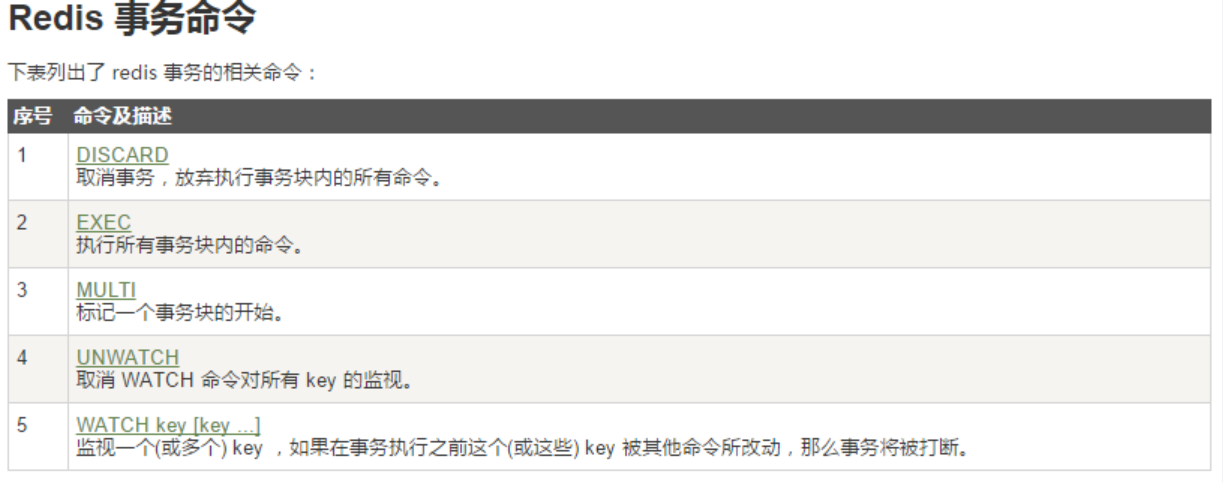 Redis 事务命令
下表列出了 redis 事务的相关命令：
序号 命令及描述
1 DISCARD
取消事务，放弃执行事务块内的所有命令。
2 EXEC
执行所有事务块内的命令。
3 MULTI
标记一个事务块的开始。
4 UNWATCH
取消 WATCH 命令对所有 key 的监视。
5 WATCH key [key ...]
监视一个(或多个) key ，如果在事务执行之前这个(或这些) key 被其他命令所改动，那么事务将被打断。